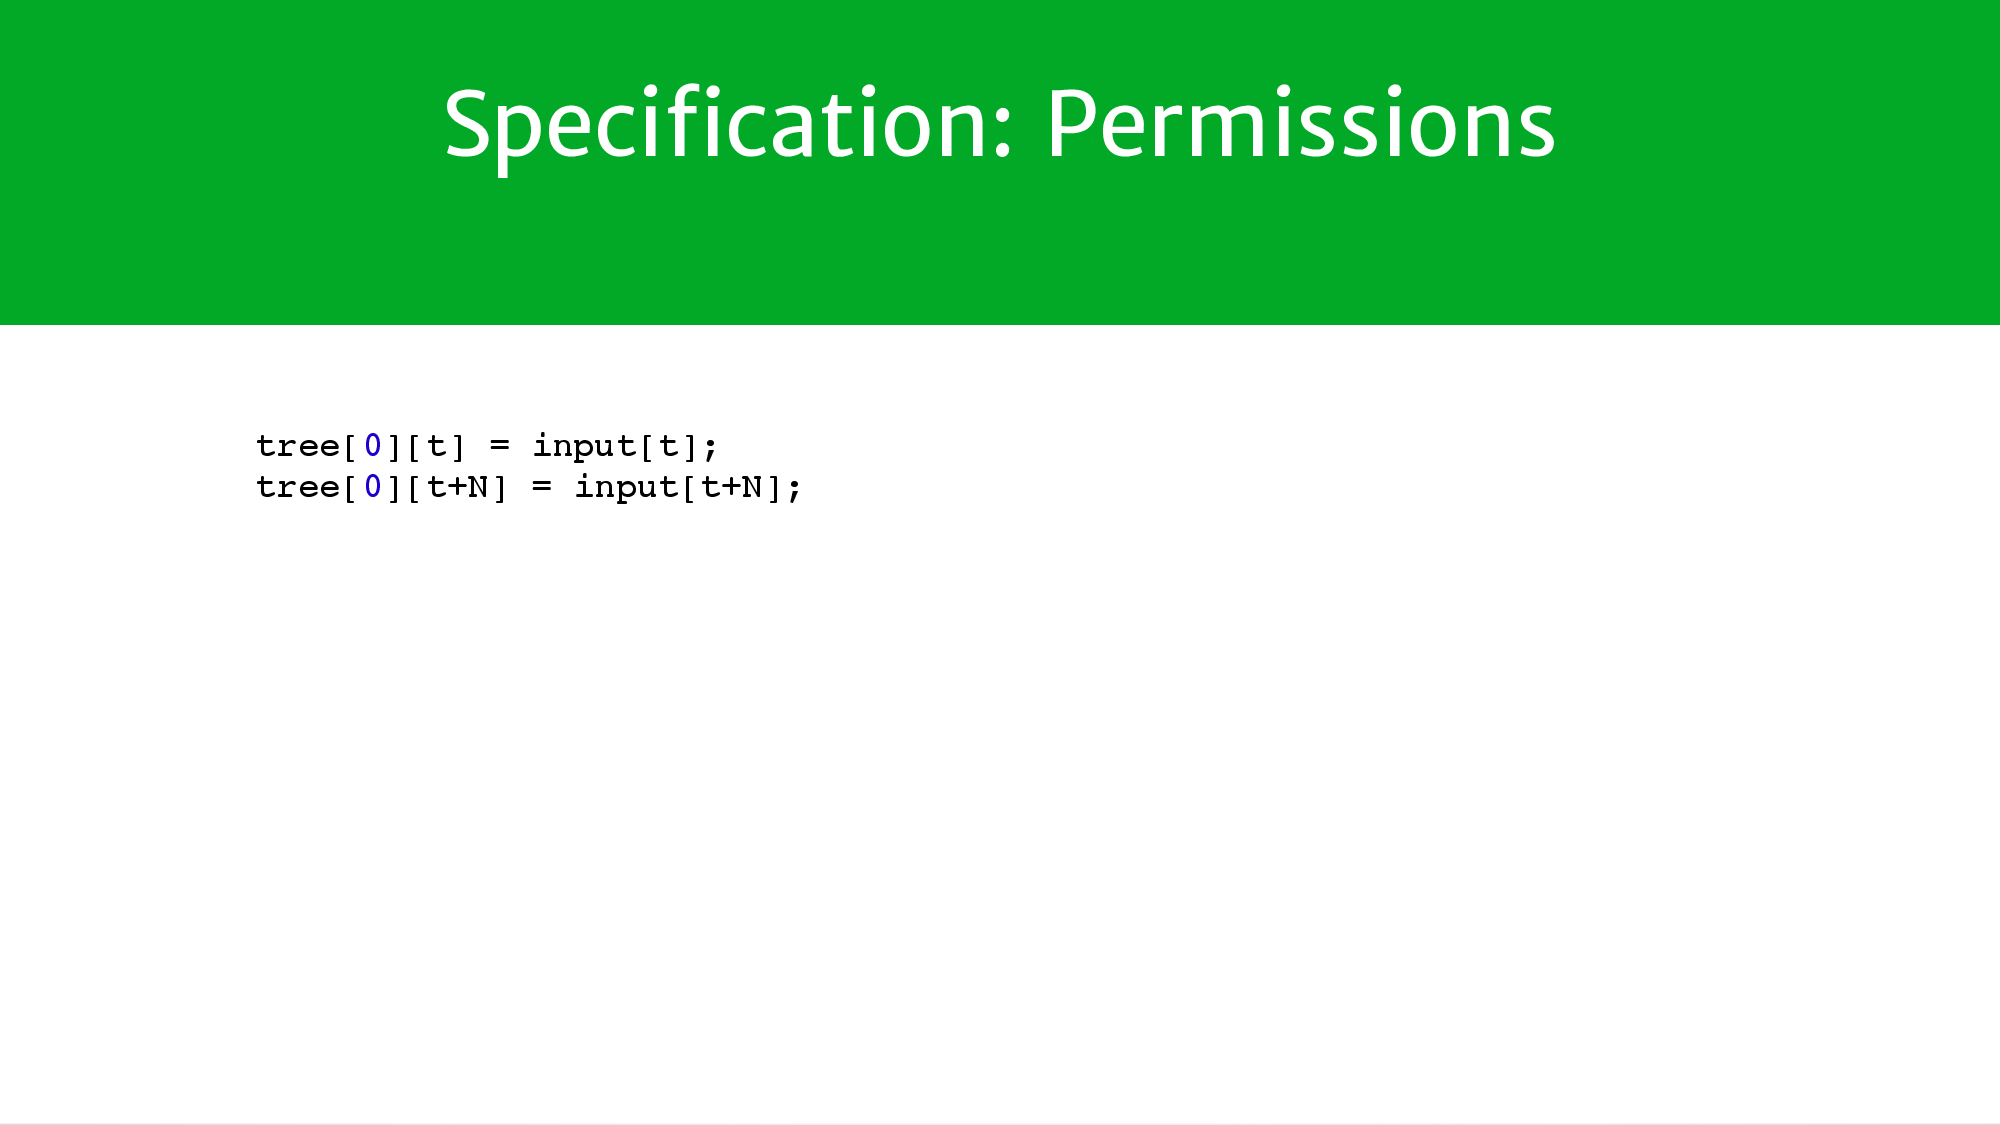 Specification: Permissions
tree[0][t] = input[t];
tree[0][t+N] = input[t+N];